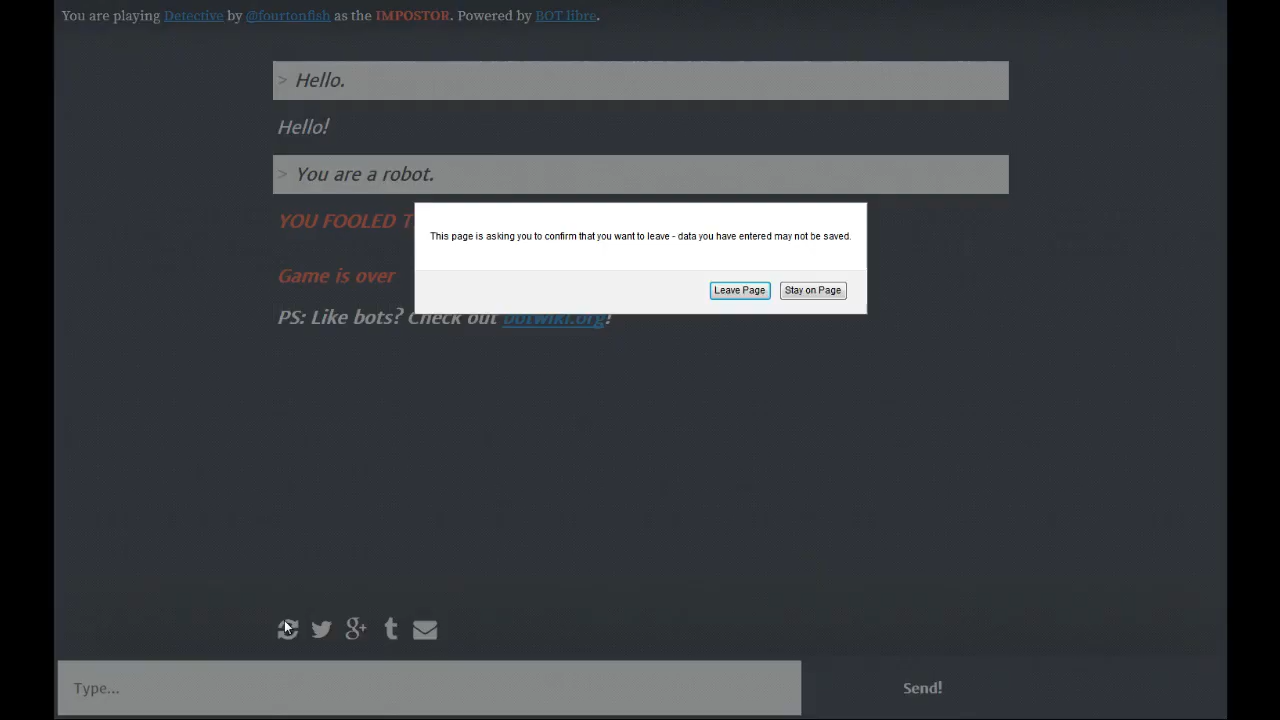 You are playing Detective by @fourtonfish as the IMPOSTOR. Powered by BOT libre.
> Hello.
Hello!
> You are a robot.
YOU FOOLED T
This page is asking you to confirm that you want to leave - data you have entered may not be saved.
Game is over
Leave Page Stay on Page
PS: Like bots? Check out botwiki.org!
g+ t
Type... Send!